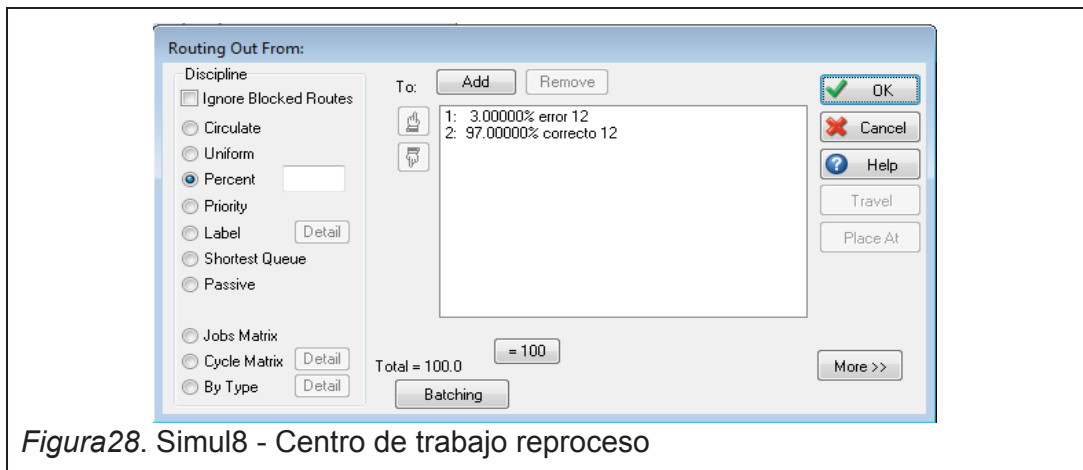 Routing Out From:
Discipline
Ignore Blocked Routes
Circulate
Uniform
Percent
Priority
Label Detail
Shortest Queue
Passive
Jobs Matrix
Cycle Matrix Detail
By Type Detail
To: Add Remove
1: 3.00000% error 12
2: 97.00000% correcto 12
Total = 100.0 = 100
Batching
OK
Cancel
Help
Travel
Place At
More >>
Figura28. Simul8 - Centro de trabajo reproceso